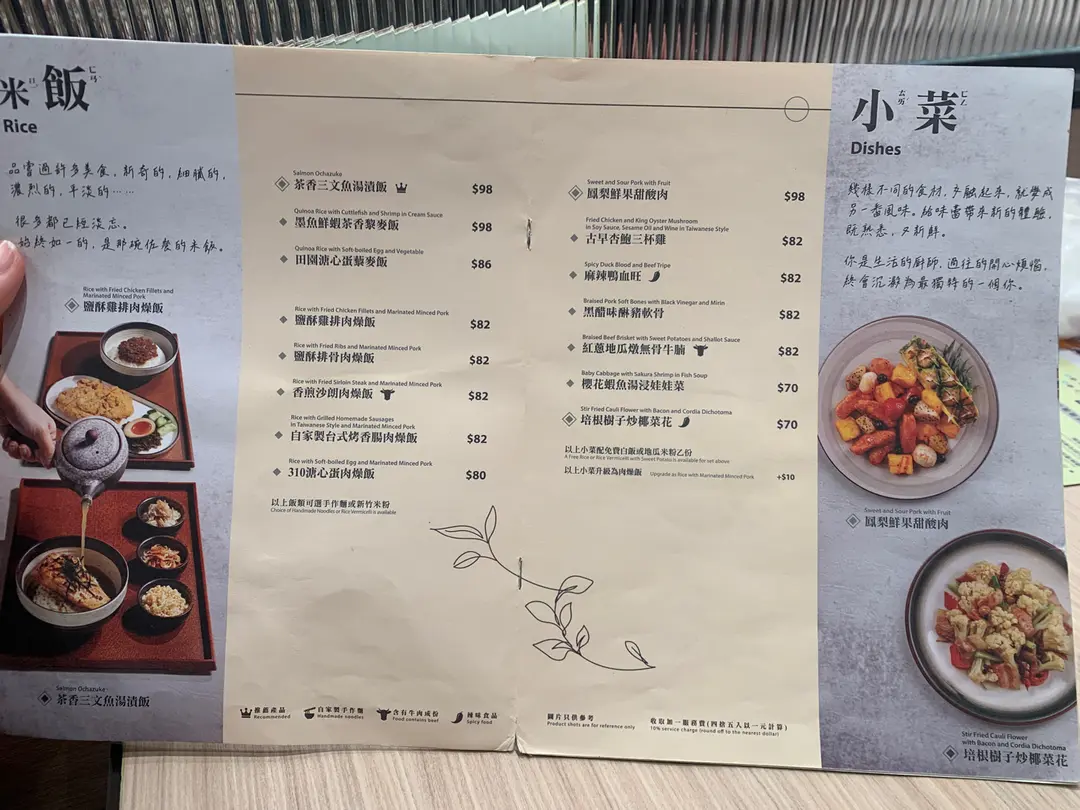 米飯
ㄈㄢˋ
Rice
品嘗過許多美食，新奇的，細膩的，
濃烈的，平淡的……
很多都已經淡忘。
始終如一的，是那碗依舊的米飯。
Rice with Fried Chicken Fillets and
Marinated Minced Pork
鹽酥雞排肉燥飯
Salmon Ochazuke
茶香三文魚湯漬飯
Salmon Ochazuke
茶香三文魚湯漬飯 $98
Quinoa Rice with Cuttlefish and Shrimp in Cream Sauce
墨魚鮮蝦茶香藜麥飯 $98
Quinoa Rice with Soft-boiled Egg and Vegetable
田園溏心蛋藜麥飯 $86
Rice with Fried Chicken Fillets and Marinated Minced Pork
鹽酥雞排肉燥飯 $82
Rice with Fried Ribs and Marinated Minced Pork
鹽酥排骨肉燥飯 $82
Rice with Fried Sirloin Steak and Marinated Minced Pork
香煎沙朗肉燥飯 $82
Rice with Grilled Homemade Sausages
in Taiwanese Style and Marinated Minced Pork
自家製台式烤香腸肉燥飯 $82
Rice with Soft-boiled Egg and Marinated Minced Pork
310溏心蛋肉燥飯 $80
以上飯類可選手作麵或新竹米粉
Choice of Handmade Noodles or Rice Vermicelli is available
推薦產品
Recommended
自家製手作麵
Handmade noodles
含有牛肉成份
Food contains beef
辣味食品
Spicy food
Sweet and Sour Pork with Fruit
鳳梨鮮果甜酸肉 $98
Fried Chicken and King Oyster Mushroom
in Soy Sauce, Sesame Oil and Wine in Taiwanese Style
古早杏鮑三杯雞 $82
Spicy Duck Blood and Beef Tripe
麻辣鴨血旺 $82
Braised Pork Soft Bones with Black Vinegar and Mirin
黑醋味醂豬軟骨 $82
Braised Beef Brisket with Sweet Potatoes and Shallot Sauce
紅蔥地瓜燉無骨牛腩 $82
Baby Cabbage with Sakura Shrimp in Fish Soup
櫻花蝦魚湯浸娃娃菜 $70
Stir Fried Cauli Flower with Bacon and Cordia Dichotoma
培根樹子炒椰菜花 $70
以上小菜配免費白飯或地瓜米粉乙份
A Free Rice or Rice Vermicelli with Sweet Potato is available for set above
以上小菜升級為肉燥飯 Upgrade as Rice with Marinated Minced Pork +$10
圖片只供參考
Product shots are for reference only
收取加一服務費(四捨五入以一元計算)
10% service charge (round off to the nearest dollar)
小菜
ㄘㄞˋ
Dishes
幾樣不同的食材，交融起來，就變成
另一番風味。給味蕾帶來新的體驗，
既熟悉，又新鮮。
你是生活的廚師，過往的開心煩惱，
終會沉澱為最獨特的一個你。
Sweet and Sour Pork with Fruit
鳳梨鮮果甜酸肉
Stir Fried Cauli Flower
with Bacon and Cordia Dichotoma
培根樹子炒椰菜花